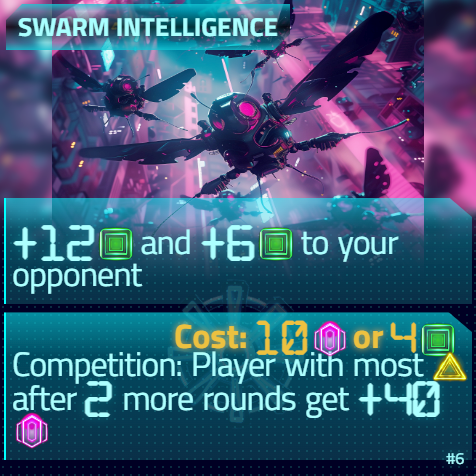 SWARM INTELLIGENCE
+12 and +6 to your
opponent
Cost: 10 or 4
Competition: Player with most
after 2 more rounds get +40
#6